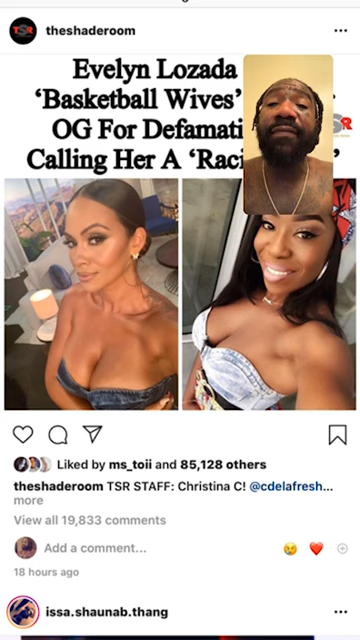 theshaderoom
Evelyn Lozada
‘Basketball Wives’
OG For Defamati
Calling Her A ‘Raci ’
Liked by ms_toii and 85,128 others
theshaderoom TSR STAFF: Christina C! @cdelafresh...
more
View all 19,833 comments
Add a comment...
18 hours ago
issa.shaunab.thang